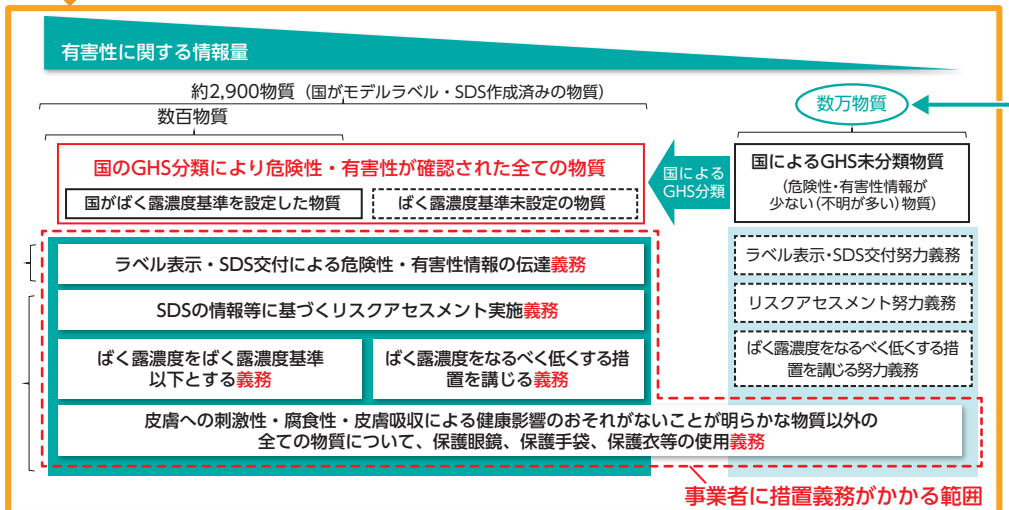 有害性に関する情報量
約2,900物質（国がモデルラベル・SDS作成済みの物質）
数百物質
数万物質
国のGHS分類により危険性・有害性が確認された全ての物質
国がばく露濃度基準を設定した物質
ばく露濃度基準未設定の物質
国による
GHS分類
国によるGHS未分類物質
（危険性・有害性情報が
少ない（不明が多い）物質）
ラベル表示・SDS交付による危険性・有害性情報の伝達義務
SDSの情報等に基づくリスクアセスメント実施義務
ばく露濃度をばく露濃度基準
以下とする義務
ばく露濃度をなるべく低くする措
置を講じる義務
ラベル表示・SDS交付努力義務
リスクアセスメント努力義務
ばく露濃度をなるべく低くする措
置を講じる努力義務
皮膚への刺激性・腐食性・皮膚吸収による健康影響のおそれがないことが明らかな物質以外の
全ての物質について、保護眼鏡、保護手袋、保護衣等の使用義務
事業者に措置義務がかかる範囲